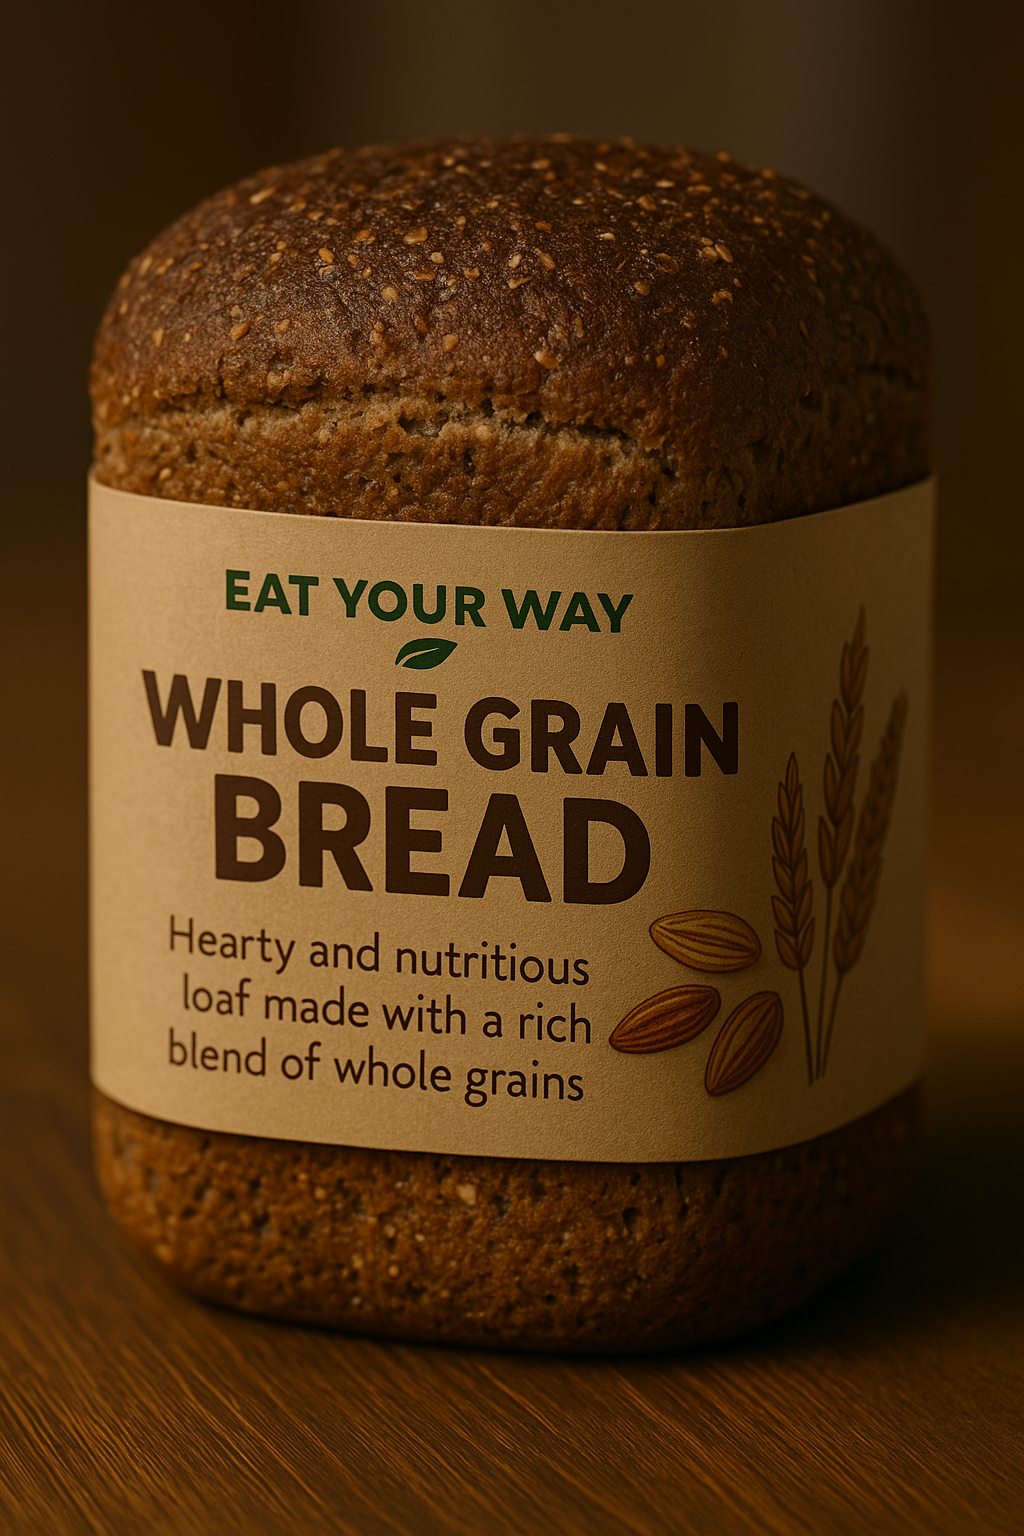 EAT YOUR WAY
WHOLE GRAIN
BREAD
Hearty and nutritious
loaf made with a rich
blend of whole grains